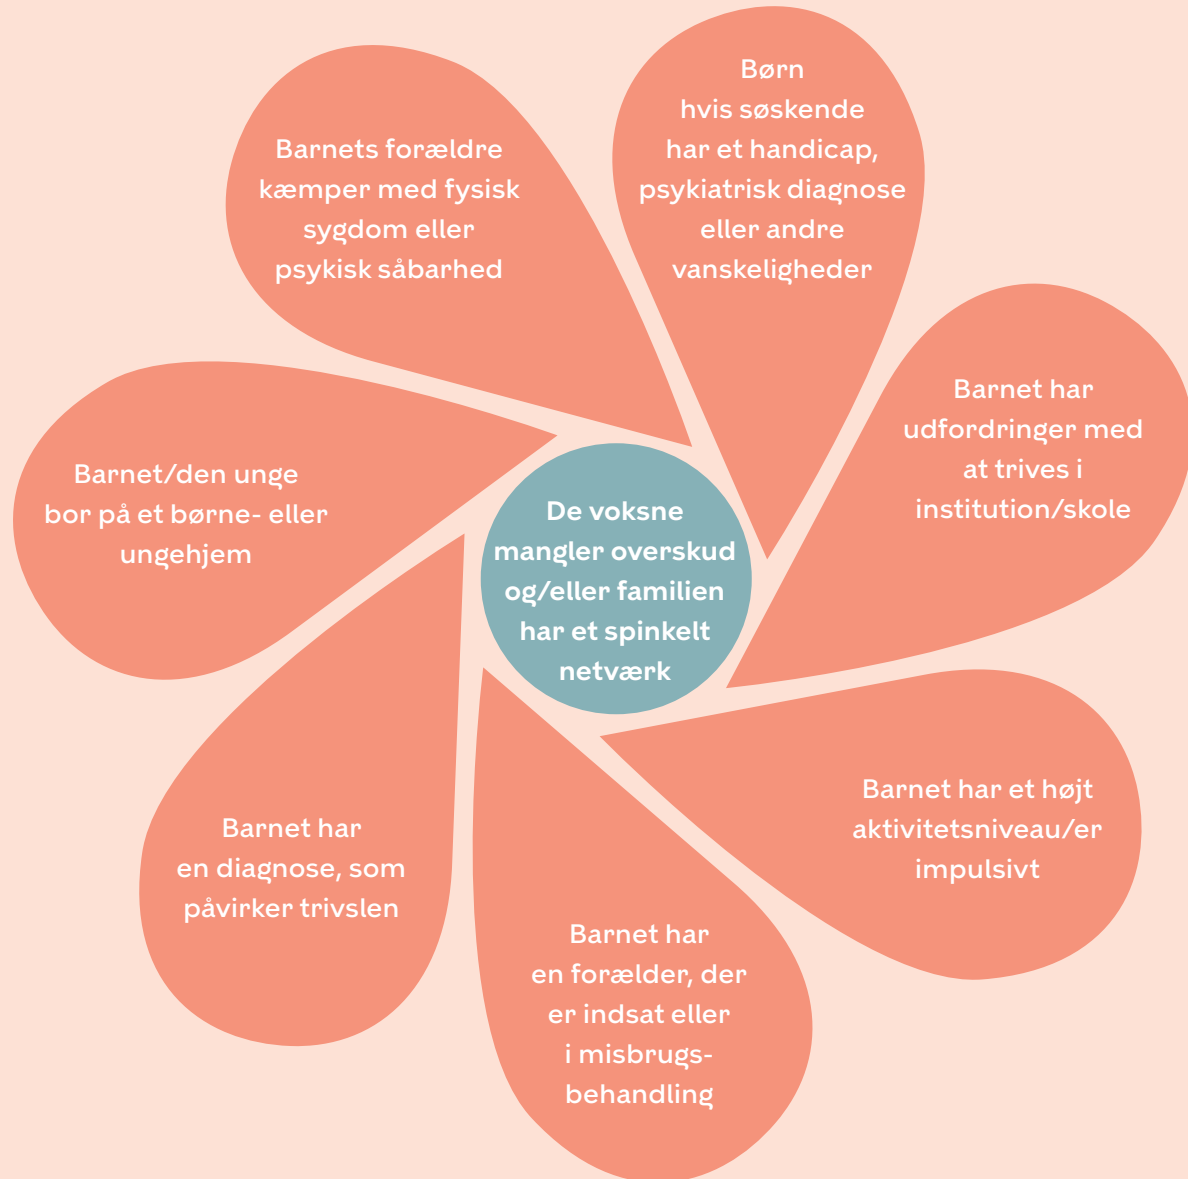 Børn
hvis søskende
har et handicap,
psykiatrisk diagnose
eller andre
vanskeligheder
Barnets forældre
kæmper med fysisk
sygdom eller
psykisk såbarhed
Barnet har
udfordringer med
at trives i
institution/skole
Barnet/den unge
bor på et børne- eller
ungehjem
De voksne
mangler overskud
og/eller familien
har et spinkelt
netværk
Barnet har et højt
aktivitetsniveau/er
impulsivt
Barnet har
en diagnose, som
påvirker trivslen
Barnet har
en forælder, der
er indsat eller
i misbrugs-
behandling